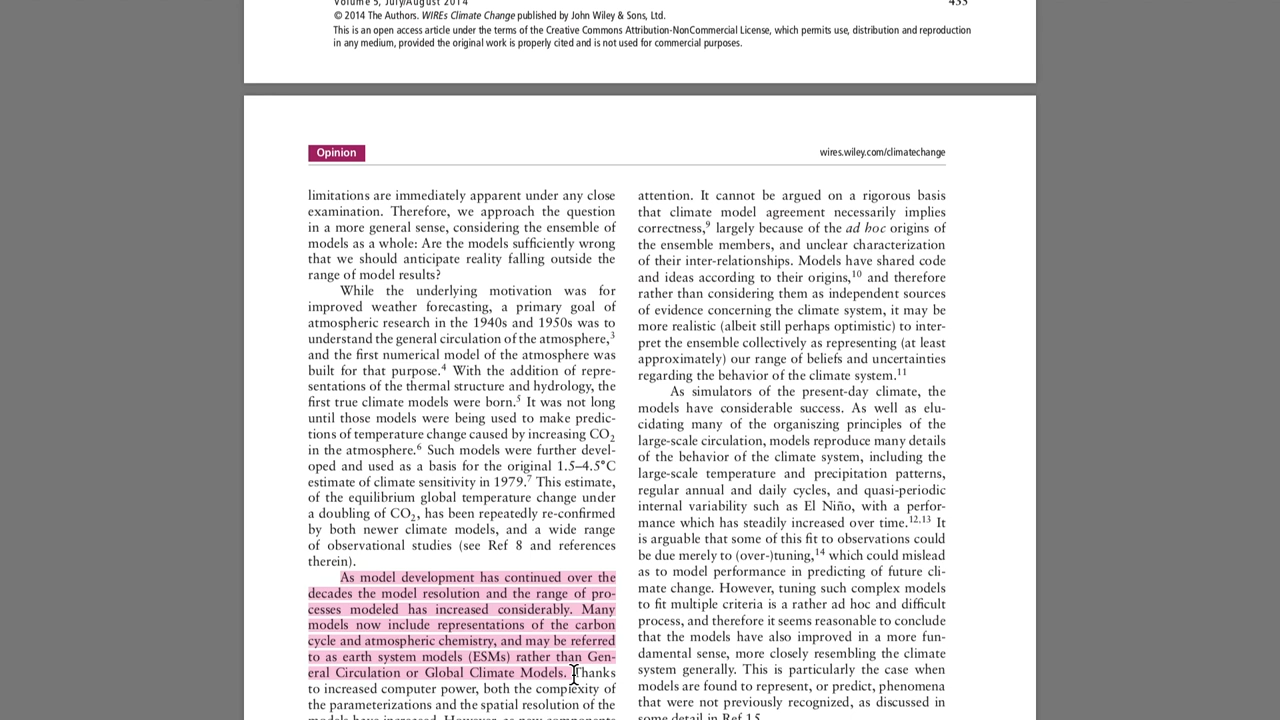 Volume 5, July/August 2014
433
© 2014 The Authors. WIREs Climate Change published by John Wiley & Sons, Ltd.
This is an open access article under the terms of the Creative Commons Attribution-NonCommercial License, which permits use, distribution and reproduction
in any medium, provided the original work is properly cited and is not used for commercial purposes.
Opinion
wires.wiley.com/climatechange
limitations are immediately apparent under any close
examination. Therefore, we approach the question
in a more general sense, considering the ensemble of
models as a whole: Are the models sufficiently wrong
that we should anticipate reality falling outside the
range of model results?
While the underlying motivation was for
improved weather forecasting, a primary goal of
atmospheric research in the 1940s and 1950s was to
understand the general circulation of the atmosphere,3
and the first numerical model of the atmosphere was
built for that purpose.4 With the addition of repre-
sentations of the thermal structure and hydrology, the
first true climate models were born.5 It was not long
until those models were being used to make predic-
tions of temperature change caused by increasing CO2
in the atmosphere.6 Such models were further devel-
oped and used as a basis for the original 1.5–4.5°C
estimate of climate sensitivity in 1979.7 This estimate,
of the equilibrium global temperature change under
a doubling of CO2, has been repeatedly re-confirmed
by both newer climate models, and a wide range
of observational studies (see Ref 8 and references
therein).
As model development has continued over the
decades the model resolution and the range of pro-
cesses modeled has increased considerably. Many
models now include representations of the carbon
cycle and atmospheric chemistry, and may be referred
to as earth system models (ESMs) rather than Gen-
eral Circulation or Global Climate Models. Thanks
to increased computer power, both the complexity of
the parameterizations and the spatial resolution of the
models have increased. However, as new components
attention. It cannot be argued on a rigorous basis
that climate model agreement necessarily implies
correctness,9 largely because of the ad hoc origins of
the ensemble members, and unclear characterization
of their inter-relationships. Models have shared code
and ideas according to their origins,10 and therefore
rather than considering them as independent sources
of evidence concerning the climate system, it may be
more realistic (albeit still perhaps optimistic) to inter-
pret the ensemble collectively as representing (at least
approximately) our range of beliefs and uncertainties
regarding the behavior of the climate system.11
As simulators of the present-day climate, the
models have considerable success. As well as elu-
cidating many of the organiszing principles of the
large-scale circulation, models reproduce many details
of the behavior of the climate system, including the
large-scale temperature and precipitation patterns,
regular annual and daily cycles, and quasi-periodic
internal variability such as El Niño, with a perfor-
mance which has steadily increased over time.12,13 It
is arguable that some of this fit to observations could
be due merely to (over-)tuning,14 which could mislead
as to model performance in predicting of future cli-
mate change. However, tuning such complex models
to fit multiple criteria is a rather ad hoc and difficult
process, and therefore it seems reasonable to conclude
that the models have also improved in a more fun-
damental sense, more closely resembling the climate
system generally. This is particularly the case when
models are found to represent, or predict, phenomena
that were not previously recognized, as discussed in
some detail in Ref 15.